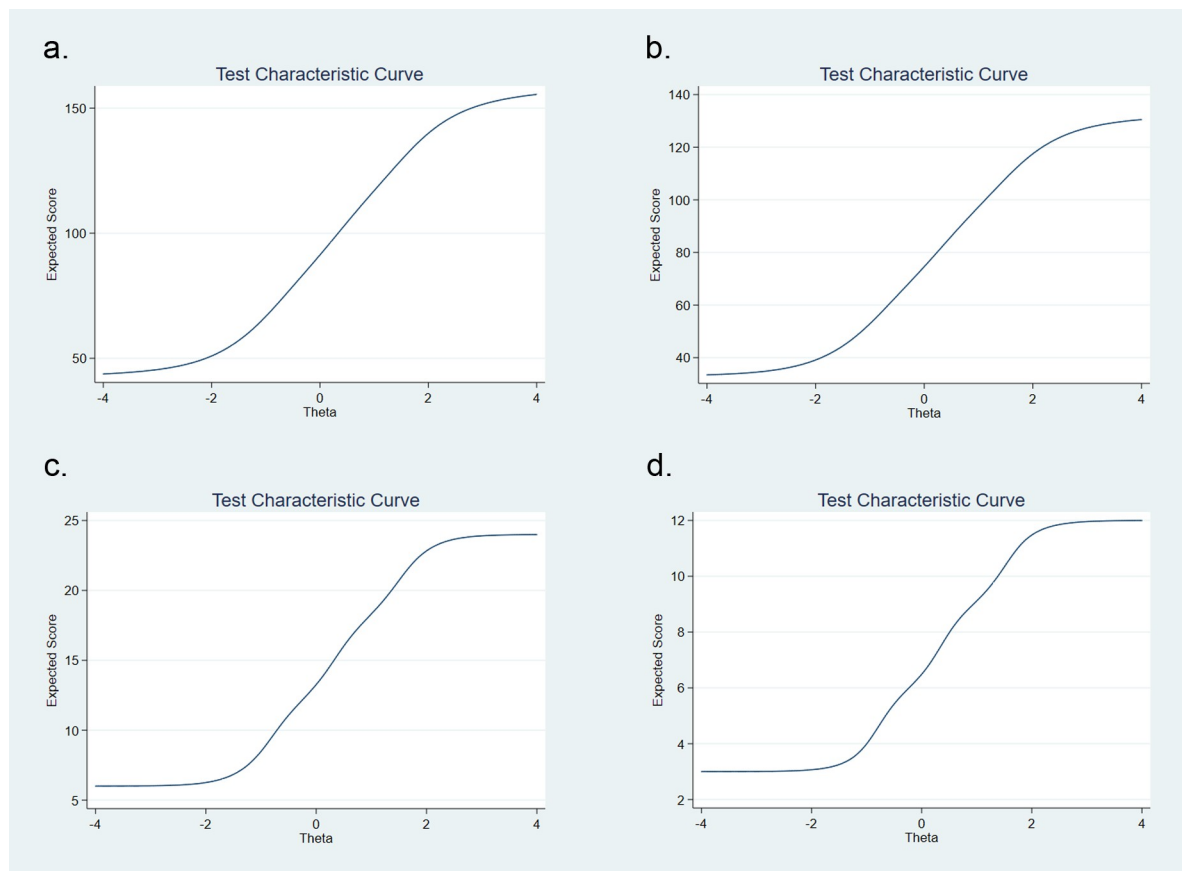 a.
Test Characteristic Curve
150
100
50
Expected Score
-4 -2 0 2 4
Theta
b.
Test Characteristic Curve
140
120
100
80
60
40
Expected Score
-4 -2 0 2 4
Theta
c.
Test Characteristic Curve
25
20
15
10
5
Expected Score
-4 -2 0 2 4
Theta
d.
Test Characteristic Curve
12
10
8
6
4
2
Expected Score
-4 -2 0 2 4
Theta